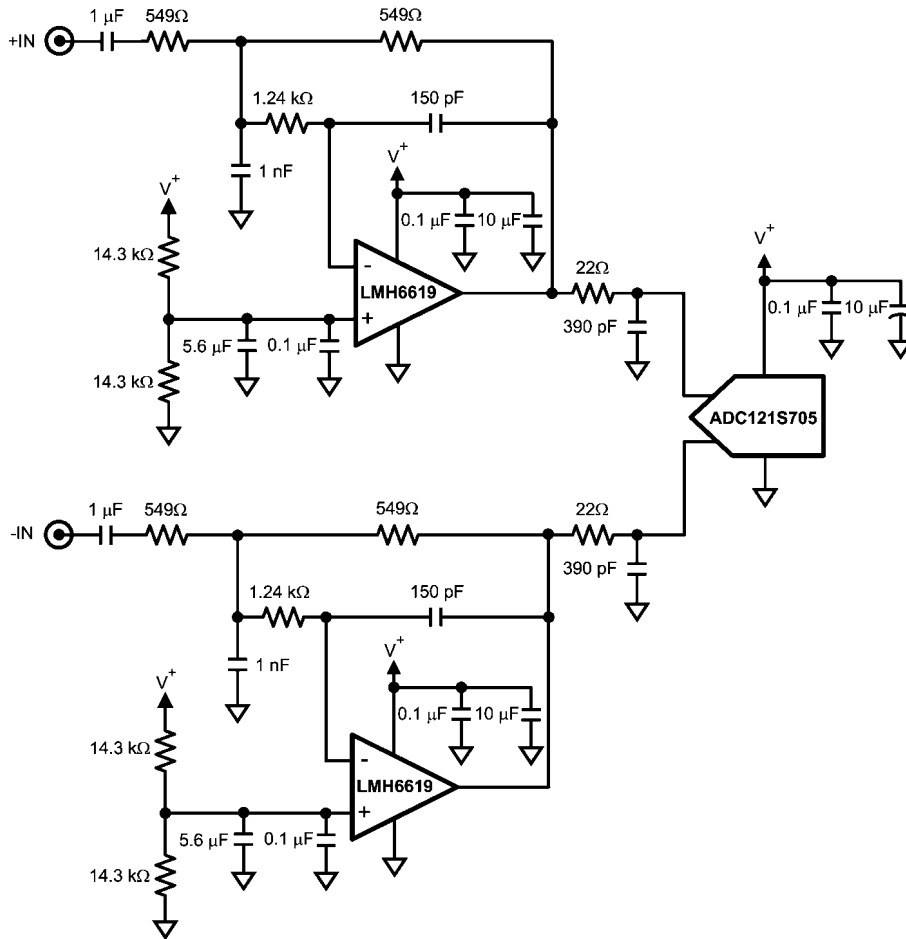 1 µF
549Ω
549Ω
+IN
1.24 kΩ
150 pF
1 nF
V+
V+
0.1 µF
10 µF
14.3 kΩ
-
LMH6619
+
22Ω
V+
5.6 µF
0.1 µF
390 pF
0.1 µF
10 µF
14.3 kΩ
ADC121S705
1 µF
549Ω
549Ω
22Ω
-IN
390 pF
1.24 kΩ
150 pF
1 nF
V+
V+
0.1 µF
10 µF
14.3 kΩ
-
LMH6619
+
5.6 µF
0.1 µF
14.3 kΩ